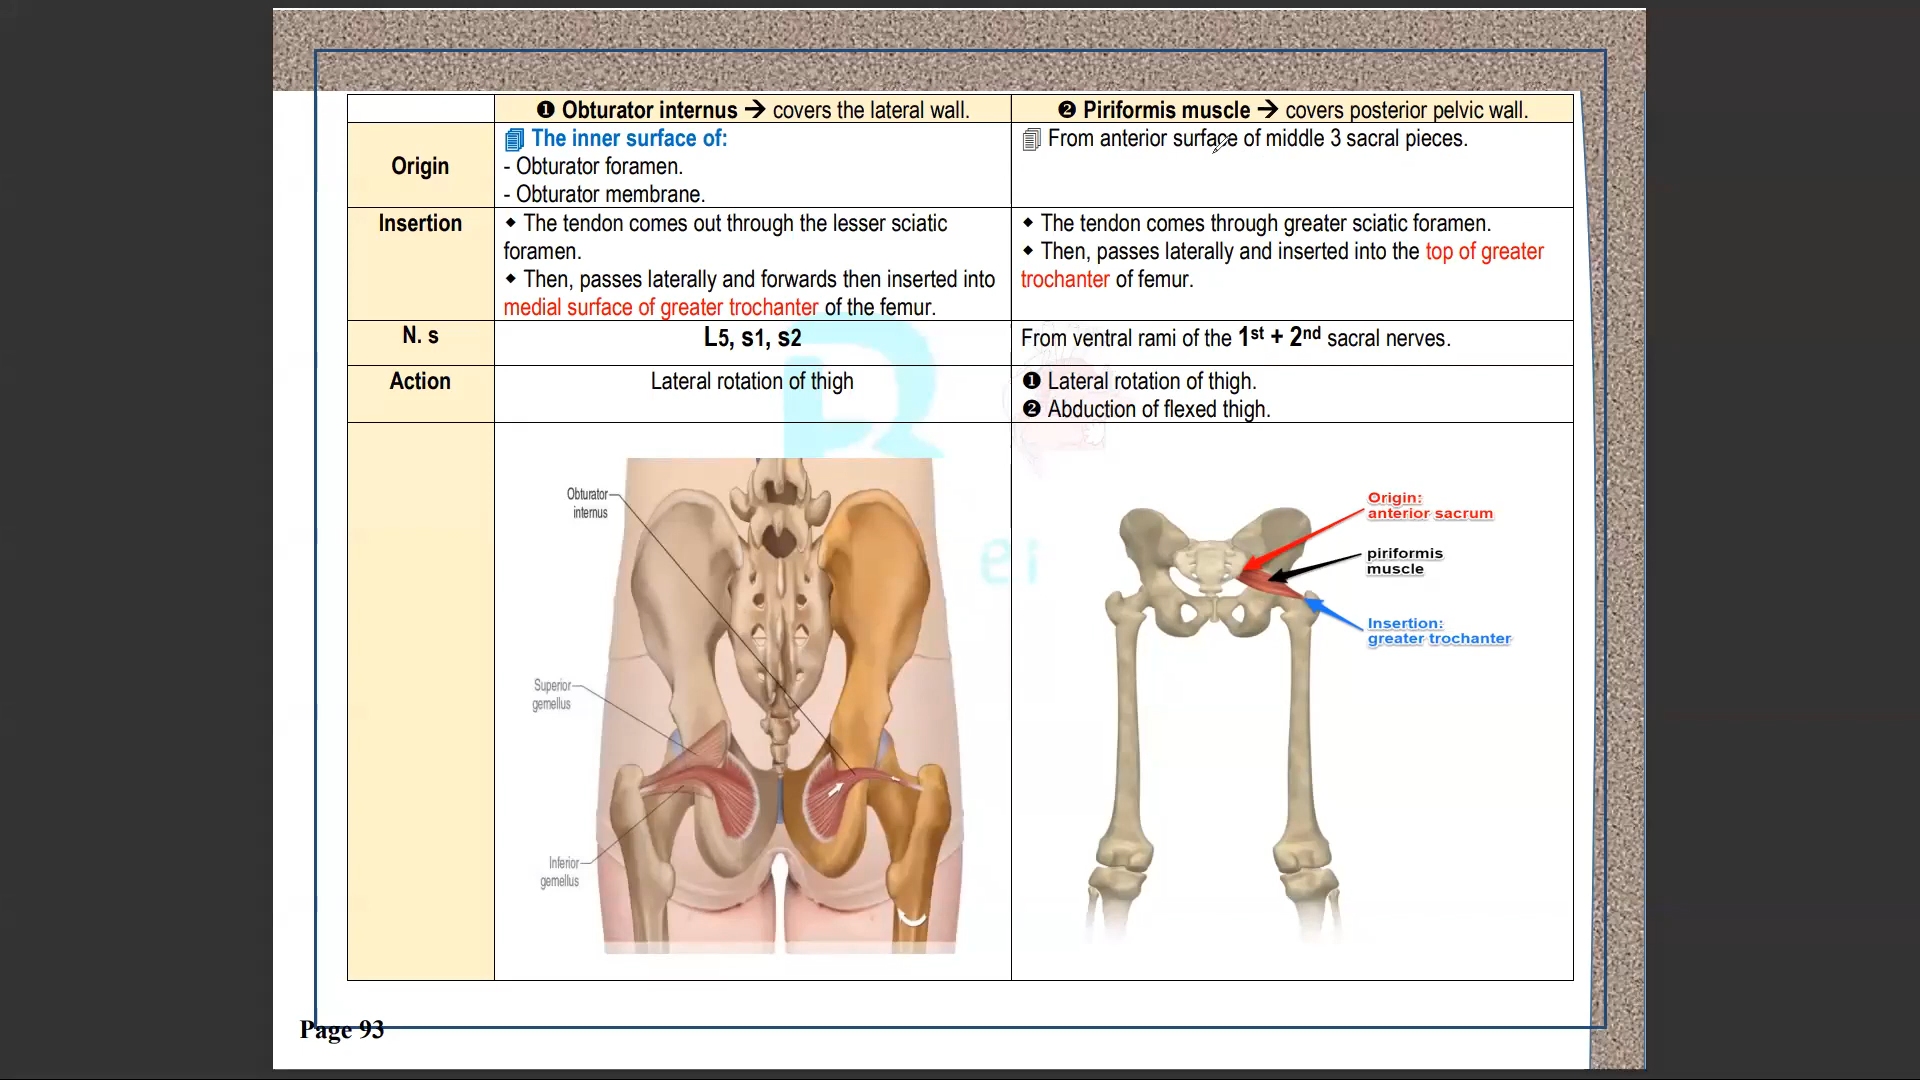 ❶ Obturator internus → covers the lateral wall.
❷ Piriformis muscle → covers posterior pelvic wall.
Origin
The inner surface of:
- Obturator foramen.
- Obturator membrane.
From anterior surface of middle 3 sacral pieces.
Insertion
◆ The tendon comes out through the lesser sciatic
foramen.
◆ Then, passes laterally and forwards then inserted into
medial surface of greater trochanter of the femur.
◆ The tendon comes through greater sciatic foramen.
◆ Then, passes laterally and inserted into the top of greater
trochanter of femur.
N. s
L5, s1, s2
From ventral rami of the 1st + 2nd sacral nerves.
Action
Lateral rotation of thigh
❶ Lateral rotation of thigh.
❷ Abduction of flexed thigh.
Obturator
internus
Superior
gemellus
Inferior
gemellus
Origin:
anterior sacrum
piriformis
muscle
Insertion:
greater trochanter
Page 93